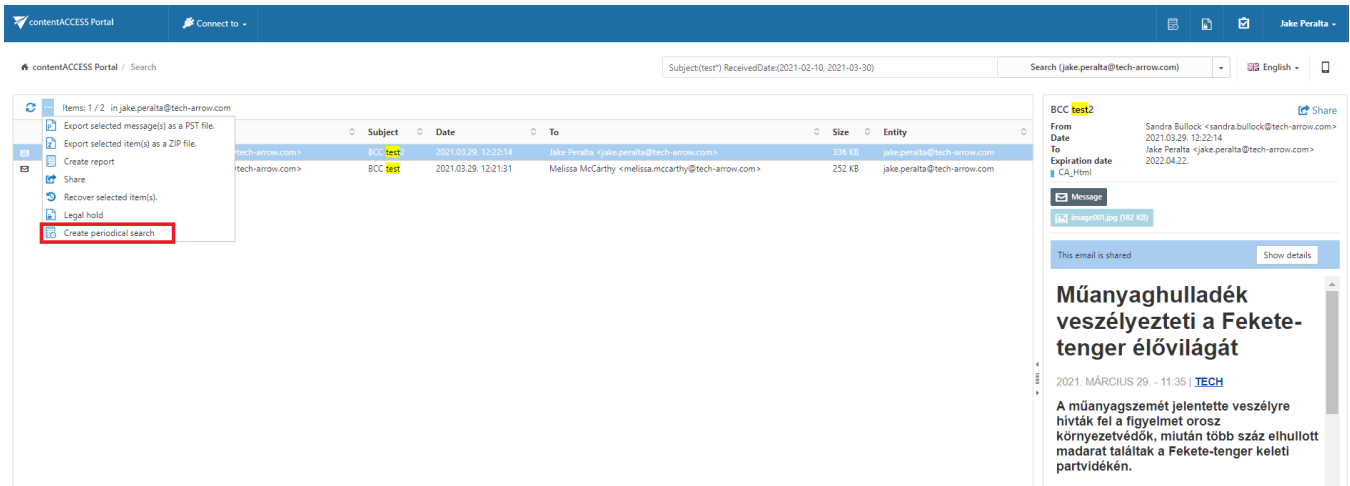 contentACCESS Portal
Connect to
Jake Peralta
contentACCESS Portal / Search
Subject:(test*) ReceivedDate:(2021-02-10, 2021-03-30)
Search (jake.peralta@tech-arrow.com)
English
Items: 1 / 2 in jake.peralta@tech-arrow.com
Export selected message(s) as a PST file.
Export selected item(s) as a ZIP file.
Create report
Share
Recover selected item(s).
Legal hold
Create periodical search
Subject Date To Size Entity
tech-arrow.com> BCC test2 2021.03.29. 12:22:14 Jake Peralta <jake.peralta@tech-arrow.com> 336 KB jake.peralta@tech-arrow.com
tech-arrow.com> BCC test 2021.03.29. 12:21:31 Melissa McCarthy <melissa.mccarthy@tech-arrow.com> 252 KB jake.peralta@tech-arrow.com
BCC test2
Share
From Sandra Bullock <sandra.bullock@tech-arrow.com>
Date 2021.03.29. 12:22:14
To Jake Peralta <jake.peralta@tech-arrow.com>
Expiration date 2022.04.22.
CA_Html
Message
image001.jpg (182 KB)
This email is shared
Show details
Műanyaghulladék
veszélyezteti a Fekete-
tenger élővilágát
2021. MÁRCIUS 29. - 11:35 | TECH
A műanyagszemét jelentette veszélyre
hívták fel a figyelmet orosz
környezetvédők, miután több száz elhullott
madarat találtak a Fekete-tenger keleti
partvidékén.